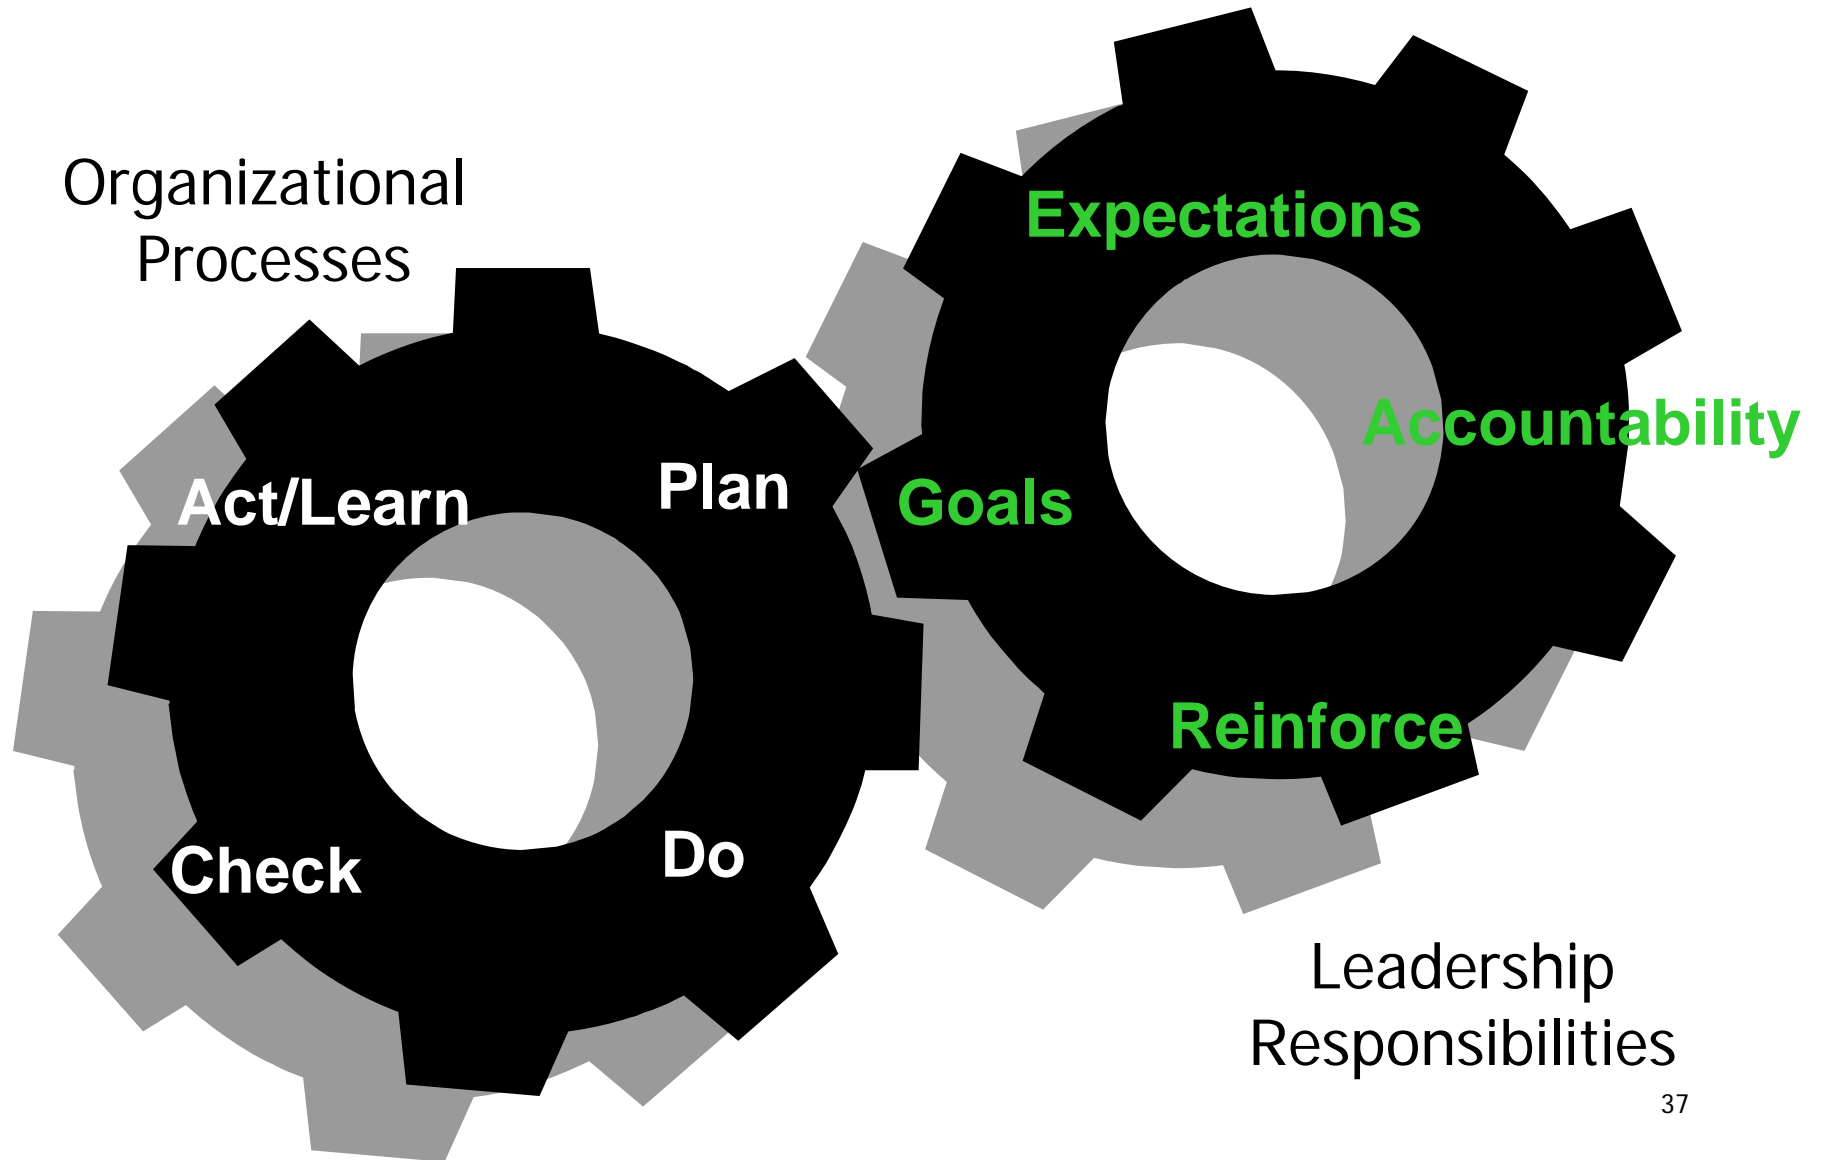 Organizational
Processes
Act/Learn
Plan
Check
Do
Expectations
Accountability
Goals
Reinforce
Leadership
Responsibilities
37